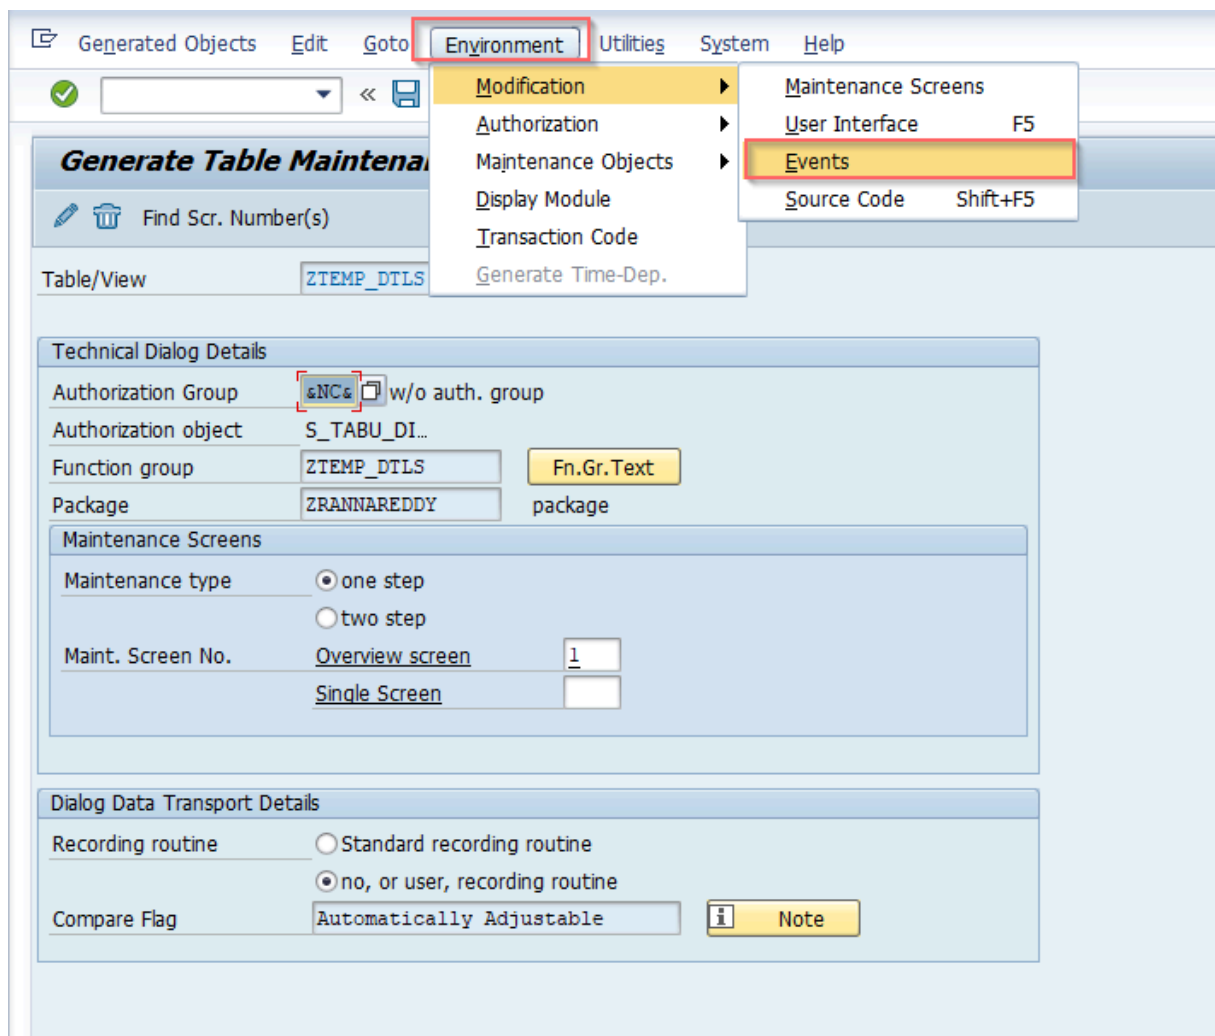 Generated Objects Edit Goto Environment Utilities System Help
Modification
Authorization
Maintenance Objects
Display Module
Transaction Code
Generate Time-Dep.
Maintenance Screens
User Interface F5
Events
Source Code Shift+F5
Generate Table Maintena
Find Scr. Number(s)
Table/View ZTEMP_DTLS
Technical Dialog Details
Authorization Group &NC& w/o auth. group
Authorization object S_TABU_DI…
Function group ZTEMP_DTLS Fn.Gr.Text
Package ZRANNAREDDY package
Maintenance Screens
Maintenance type one step
two step
Maint. Screen No. Overview screen 1
Single Screen
Dialog Data Transport Details
Recording routine Standard recording routine
no, or user, recording routine
Compare Flag Automatically Adjustable Note